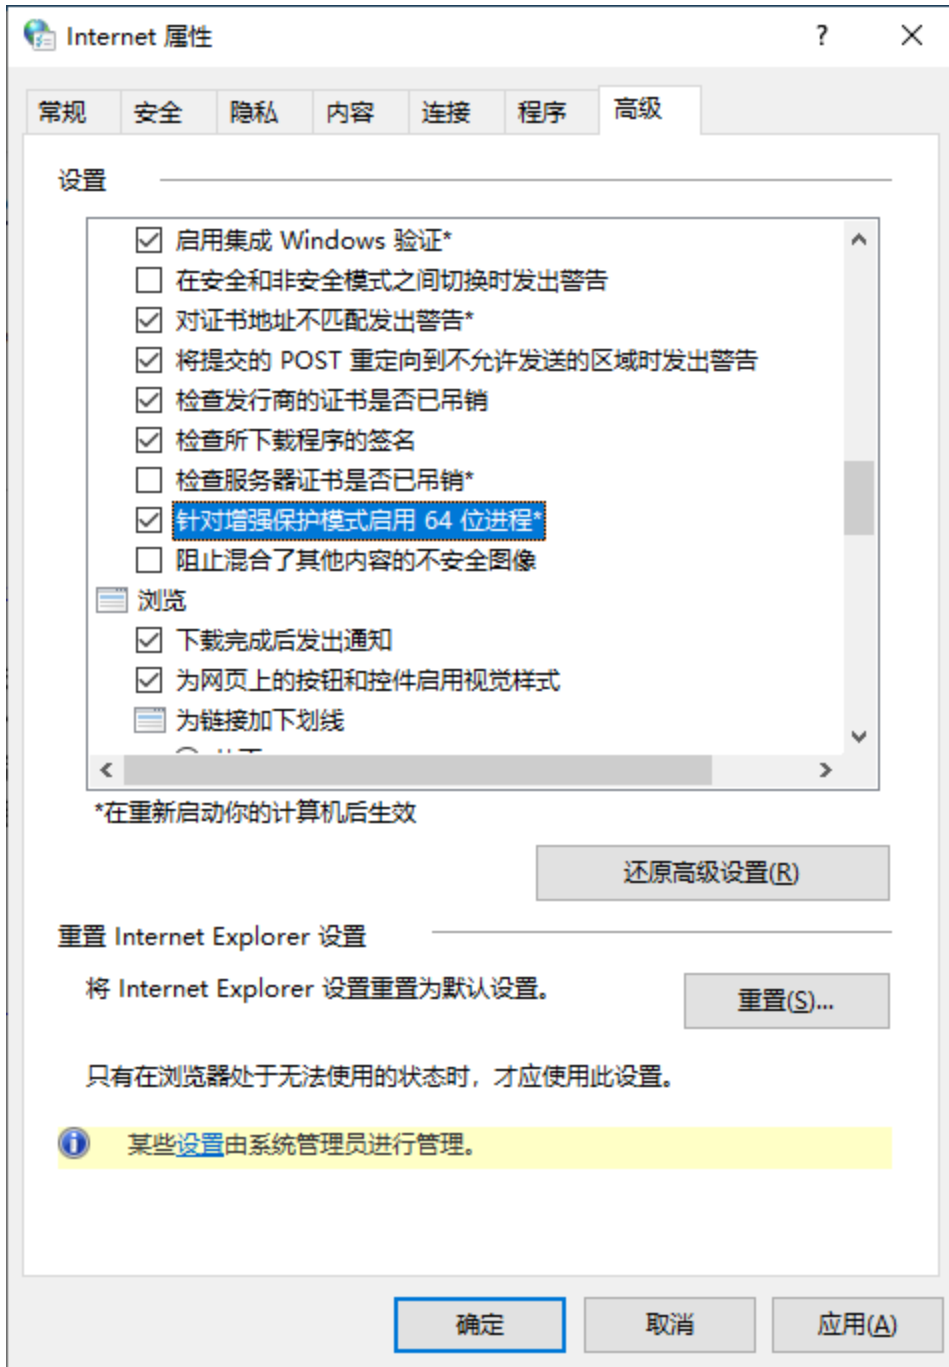 Internet 属性
常规 安全 隐私 内容 连接 程序 高级
设置
启用集成 Windows 验证*
在安全和非安全模式之间切换时发出警告
对证书地址不匹配发出警告*
将提交的 POST 重定向到不允许发送的区域时发出警告
检查发行商的证书是否已吊销
检查所下载程序的签名
检查服务器证书是否已吊销*
针对增强保护模式启用 64 位进程*
阻止混合了其他内容的不安全图像
浏览
下载完成后发出通知
为网页上的按钮和控件启用视觉样式
为链接加下划线
*在重新启动你的计算机后生效
还原高级设置(R)
重置 Internet Explorer 设置
将 Internet Explorer 设置重置为默认设置。
重置(S)...
只有在浏览器处于无法使用的状态时，才应使用此设置。
某些设置由系统管理员进行管理。
确定 取消 应用(A)